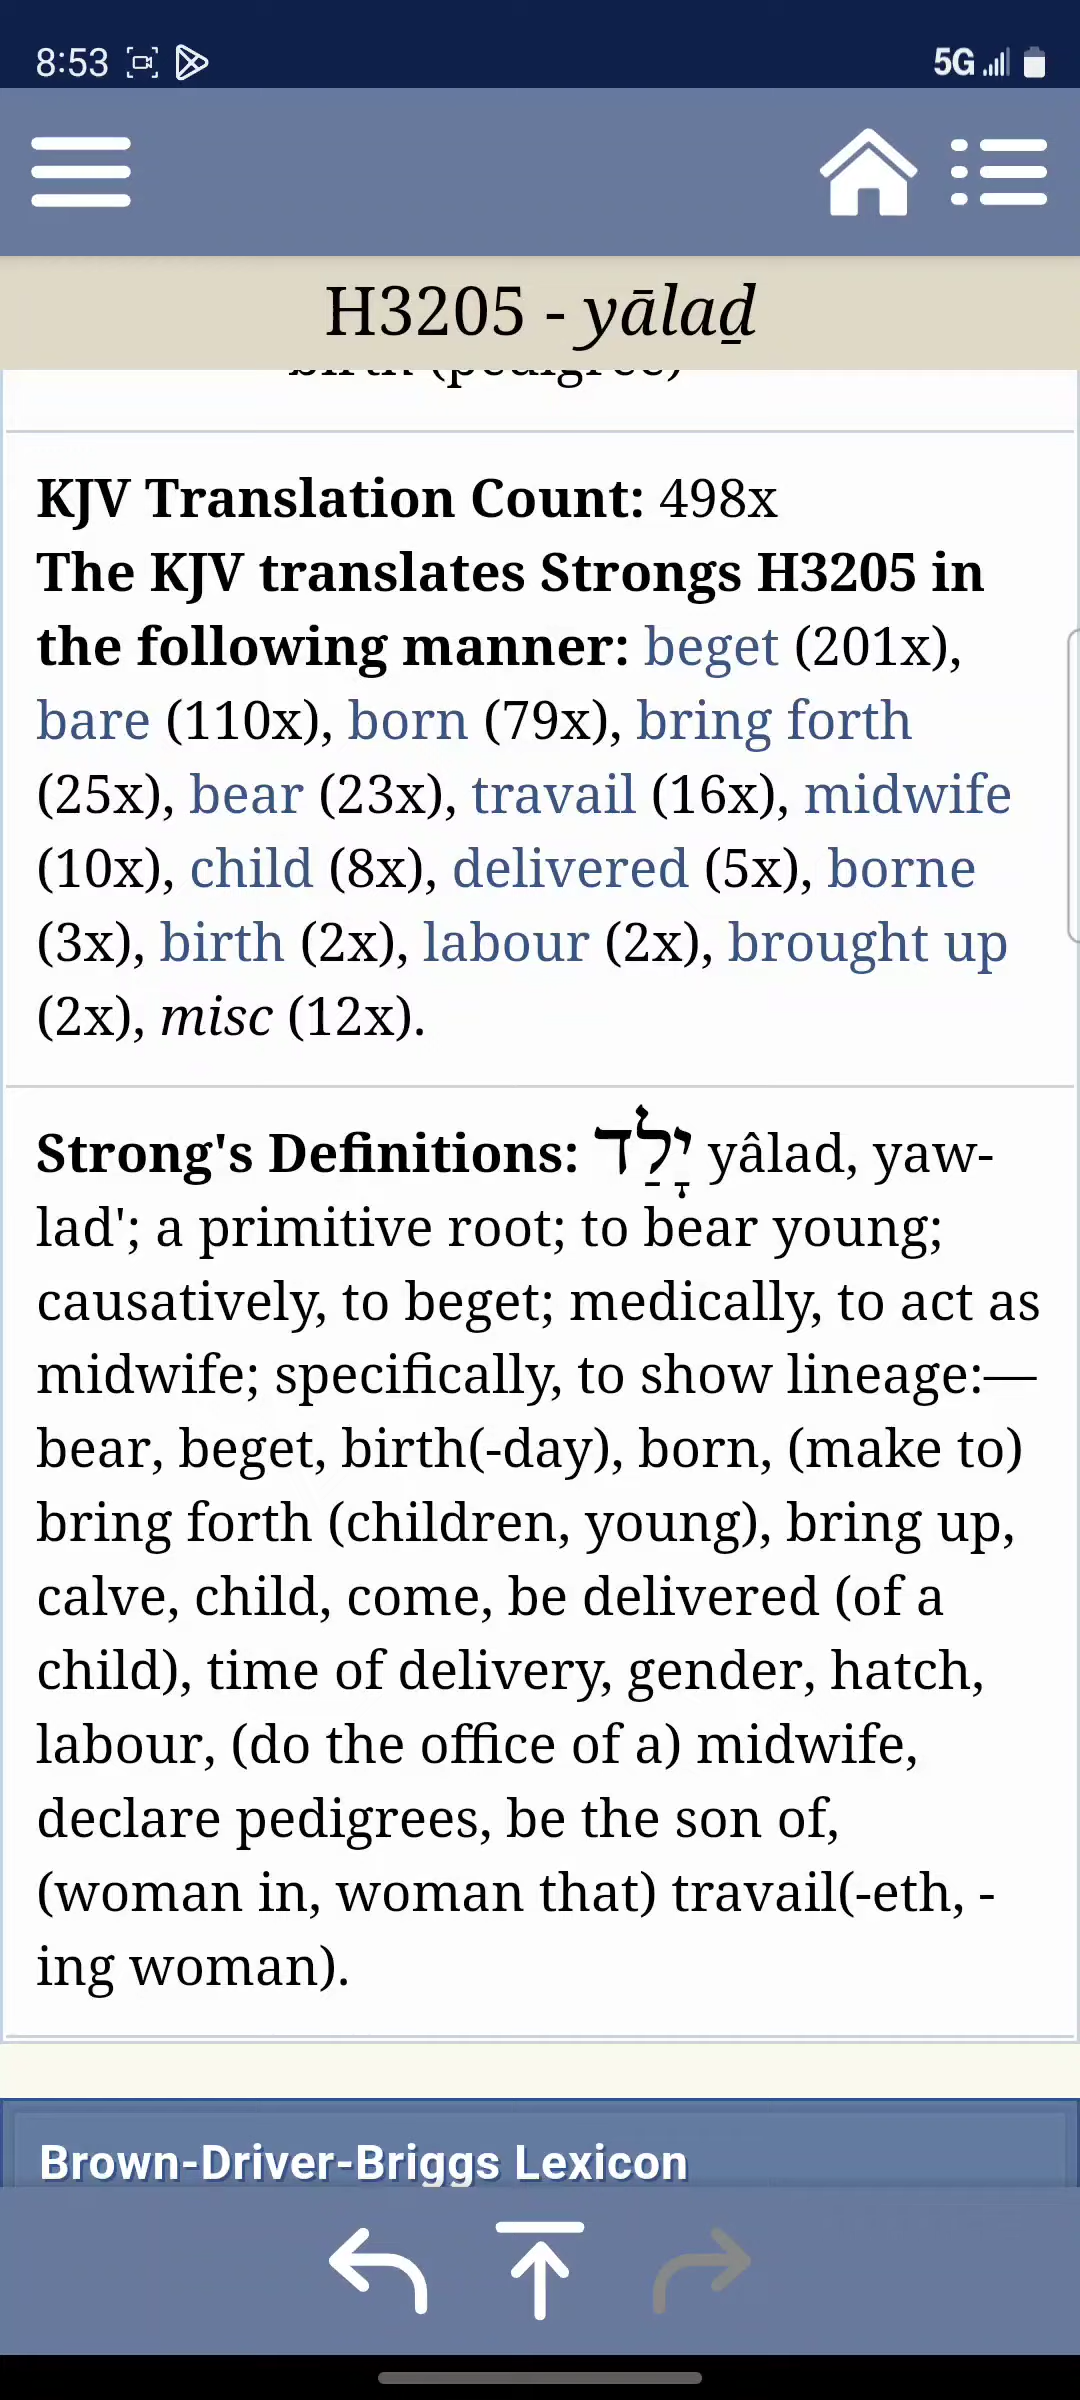 8:53
5G
H3205 - yālaḏ
birth (pedigree)
KJV Translation Count: 498x
The KJV translates Strongs H3205 in
the following manner: beget (201x),
bare (110x), born (79x), bring forth
(25x), bear (23x), travail (16x), midwife
(10x), child (8x), delivered (5x), borne
(3x), birth (2x), labour (2x), brought up
(2x), misc (12x).
Strong's Definitions: יָלַד yâlad, yaw-
lad'; a primitive root; to bear young;
causatively, to beget; medically, to act as
midwife; specifically, to show lineage:—
bear, beget, birth(-day), born, (make to)
bring forth (children, young), bring up,
calve, child, come, be delivered (of a
child), time of delivery, gender, hatch,
labour, (do the office of a) midwife,
declare pedigrees, be the son of,
(woman in, woman that) travail(-eth, -
ing woman).
Brown-Driver-Briggs Lexicon